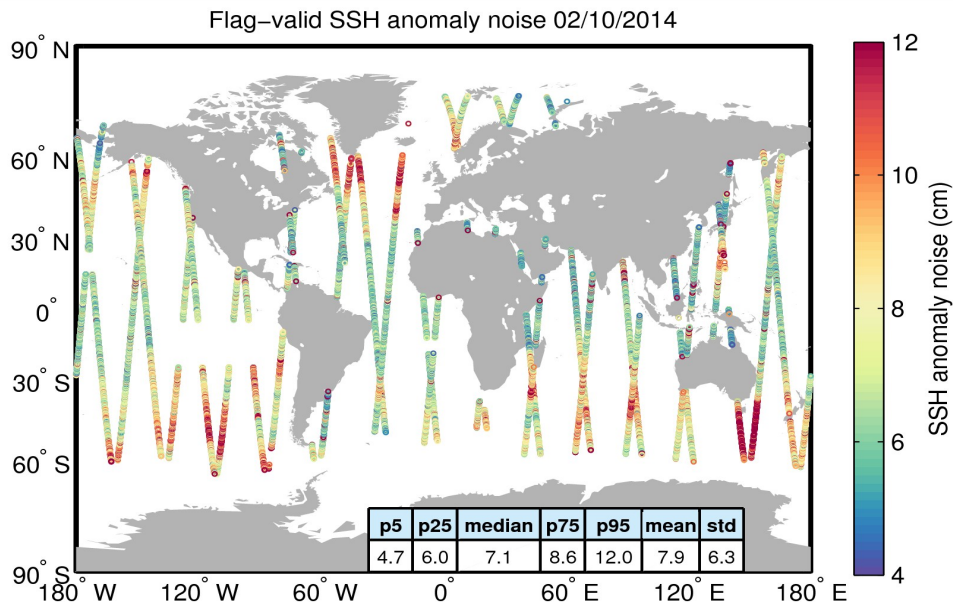 Flag−valid SSH anomaly noise 02/10/2014
90° N
60° N
30° N
0°
30° S
60° S
90° S
180° W
120° W
60° W
0°
60° E
120° E
180° E
p5 p25 median p75 p95 mean std
4.7 6.0 7.1 8.6 12.0 7.9 6.3
12
10
8
6
4
SSH anomaly noise (cm)